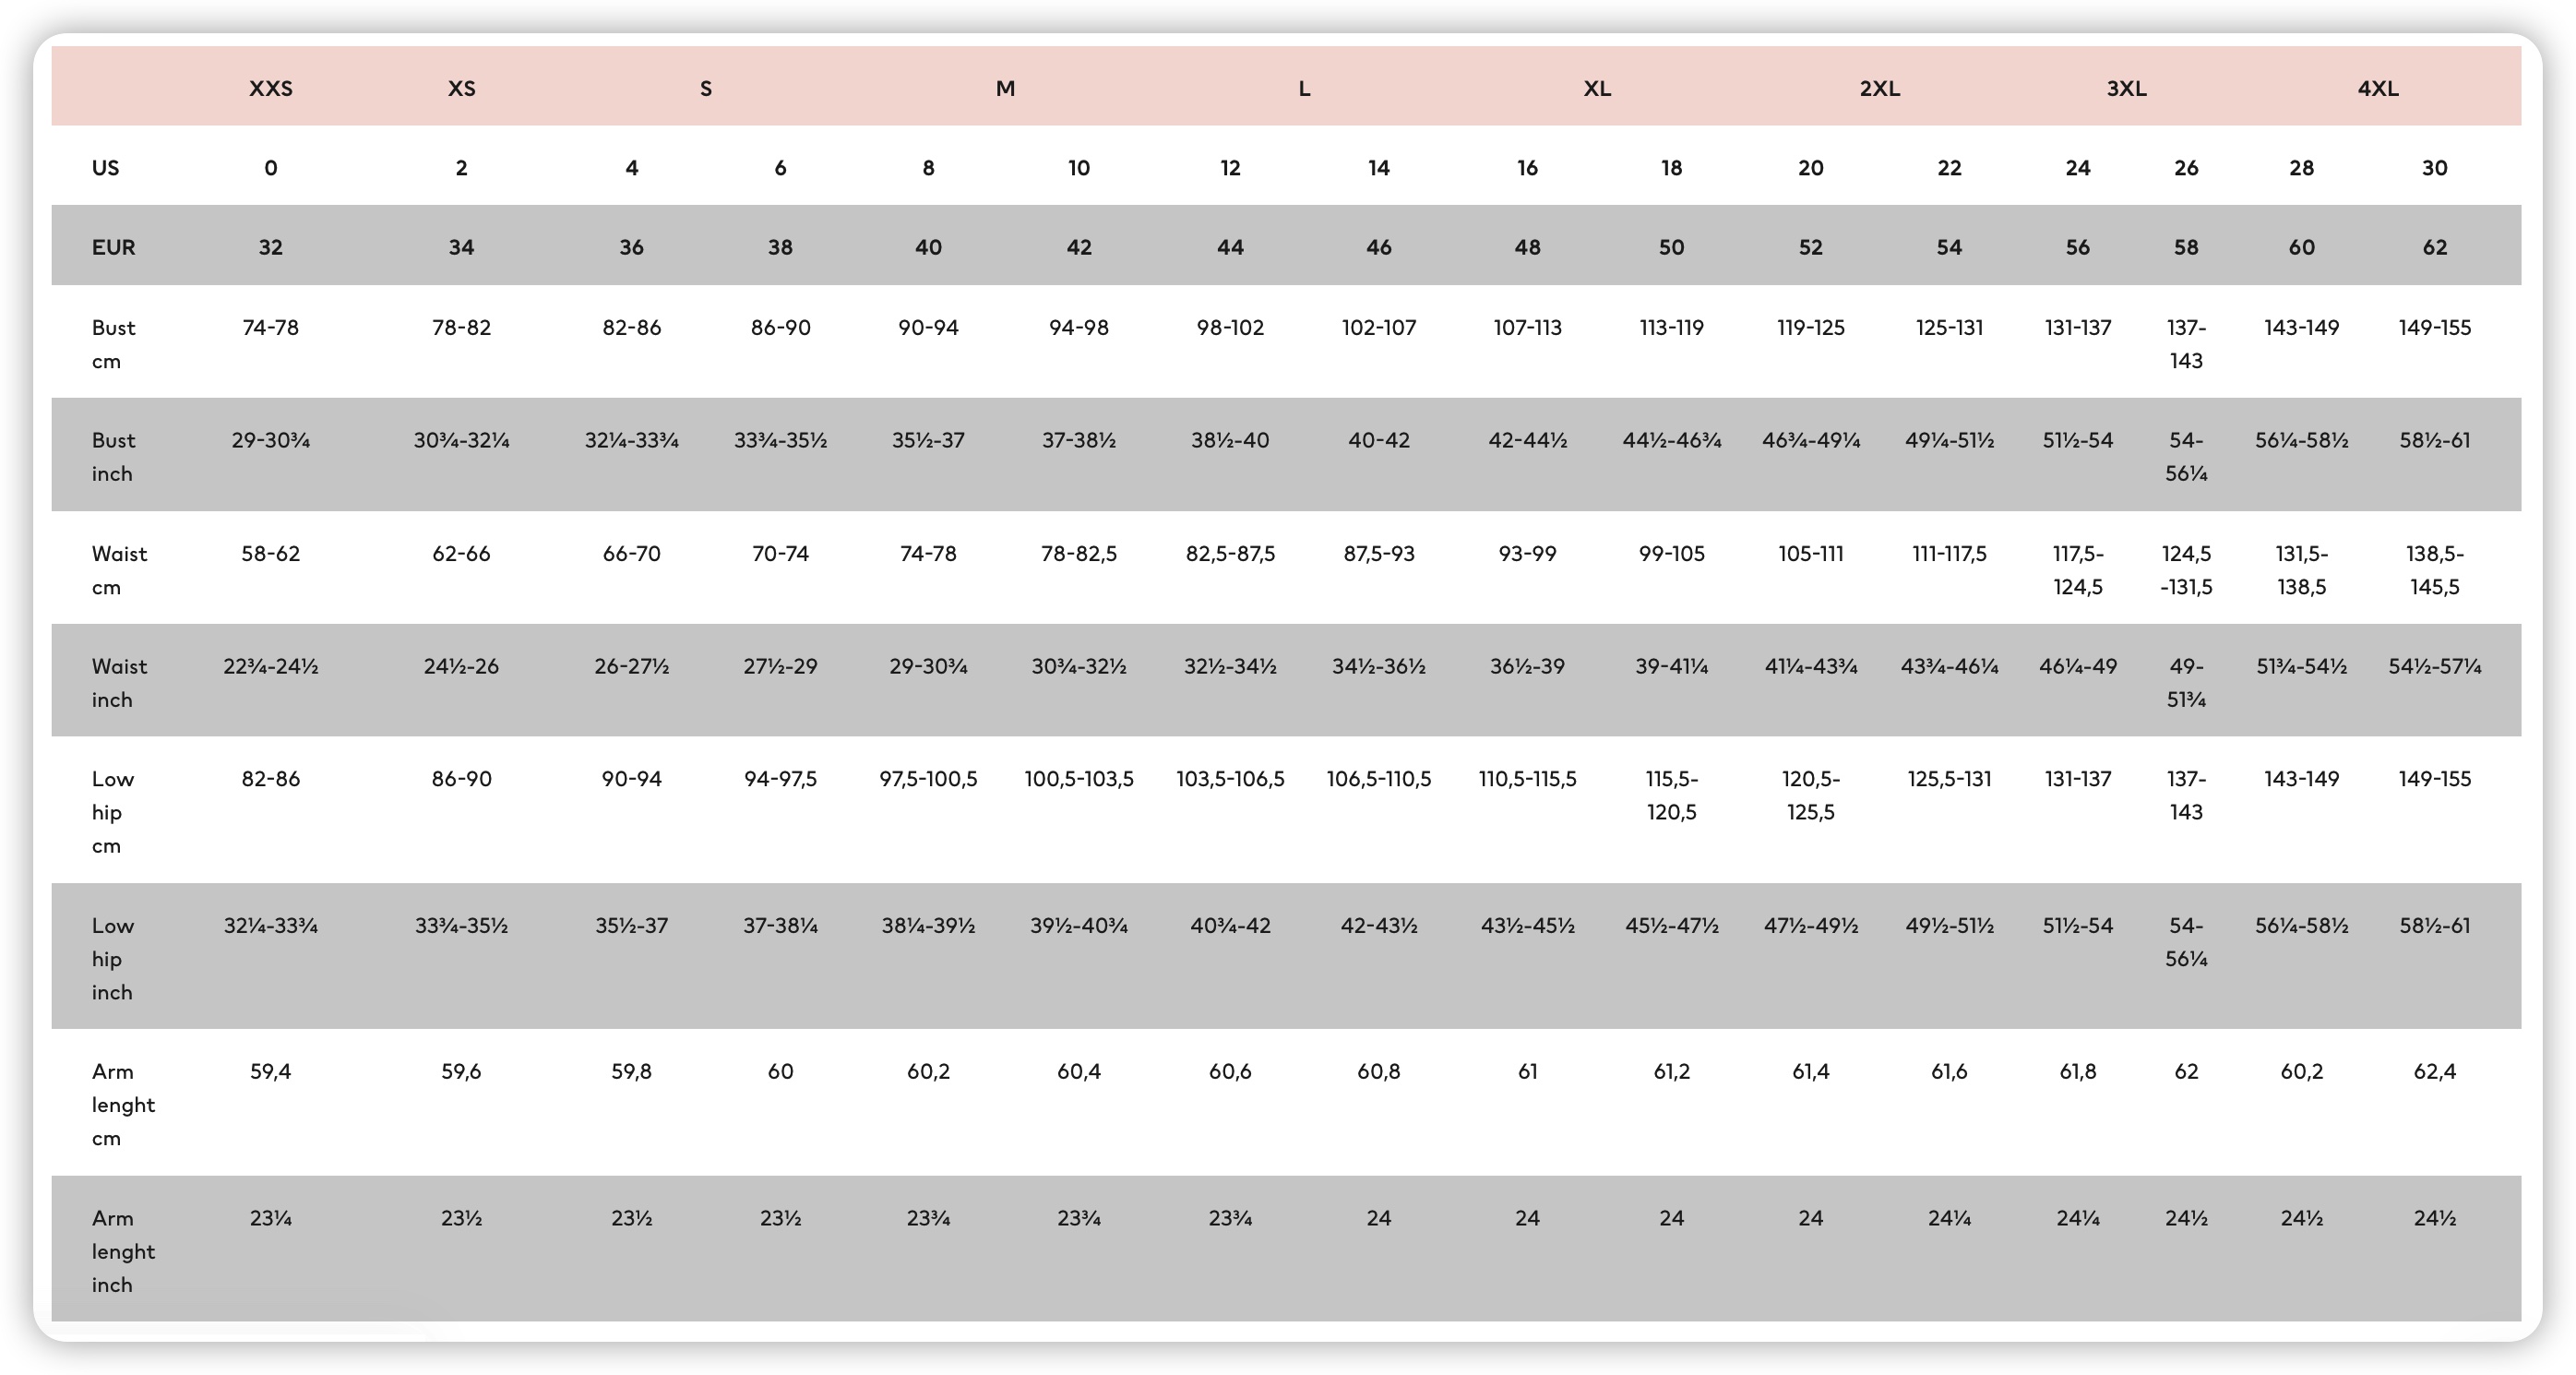 XXS XS S M L XL 2XL 3XL 4XL
US 0 2 4 6 8 10 12 14 16 18 20 22 24 26 28 30
EUR 32 34 36 38 40 42 44 46 48 50 52 54 56 58 60 62
Bust 74-78 78-82 82-86 86-90 90-94 94-98 98-102 102-107 107-113 113-119 119-125 125-131 131-137 137- 143-149 149-155
cm 143
Bust 29-30¾ 30¾-32¼ 32¼-33¾ 33¾-35½ 35½-37 37-38½ 38½-40 40-42 42-44½ 44½-46¾ 46¾-49¼ 49¼-51½ 51½-54 54- 56¼-58½ 58½-61
inch 56¼
Waist 58-62 62-66 66-70 70-74 74-78 78-82,5 82,5-87,5 87,5-93 93-99 99-105 105-111 111-117,5 117,5- 124,5 131,5- 138,5-
cm 124,5 -131,5 138,5 145,5
Waist 22¾-24½ 24½-26 26-27½ 27½-29 29-30¾ 30¾-32½ 32½-34½ 34½-36½ 36½-39 39-41¼ 41¼-43¾ 43¾-46¼ 46¼-49 49- 51¾-54½ 54½-57¼
inch 51¾
Low 82-86 86-90 90-94 94-97,5 97,5-100,5 100,5-103,5 103,5-106,5 106,5-110,5 110,5-115,5 115,5- 120,5- 125,5-131 131-137 137- 143-149 149-155
hip 120,5 125,5 143
cm
Low 32¼-33¾ 33¾-35½ 35½-37 37-38¼ 38¼-39½ 39½-40¾ 40¾-42 42-43½ 43½-45½ 45½-47½ 47½-49½ 49½-51½ 51½-54 54- 56¼-58½ 58½-61
hip 56¼
inch
Arm 59,4 59,6 59,8 60 60,2 60,4 60,6 60,8 61 61,2 61,4 61,6 61,8 62 60,2 62,4
lenght
cm
Arm 23¼ 23½ 23½ 23½ 23¾ 23¾ 23¾ 24 24 24 24 24¼ 24¼ 24½ 24½ 24½
lenght
inch